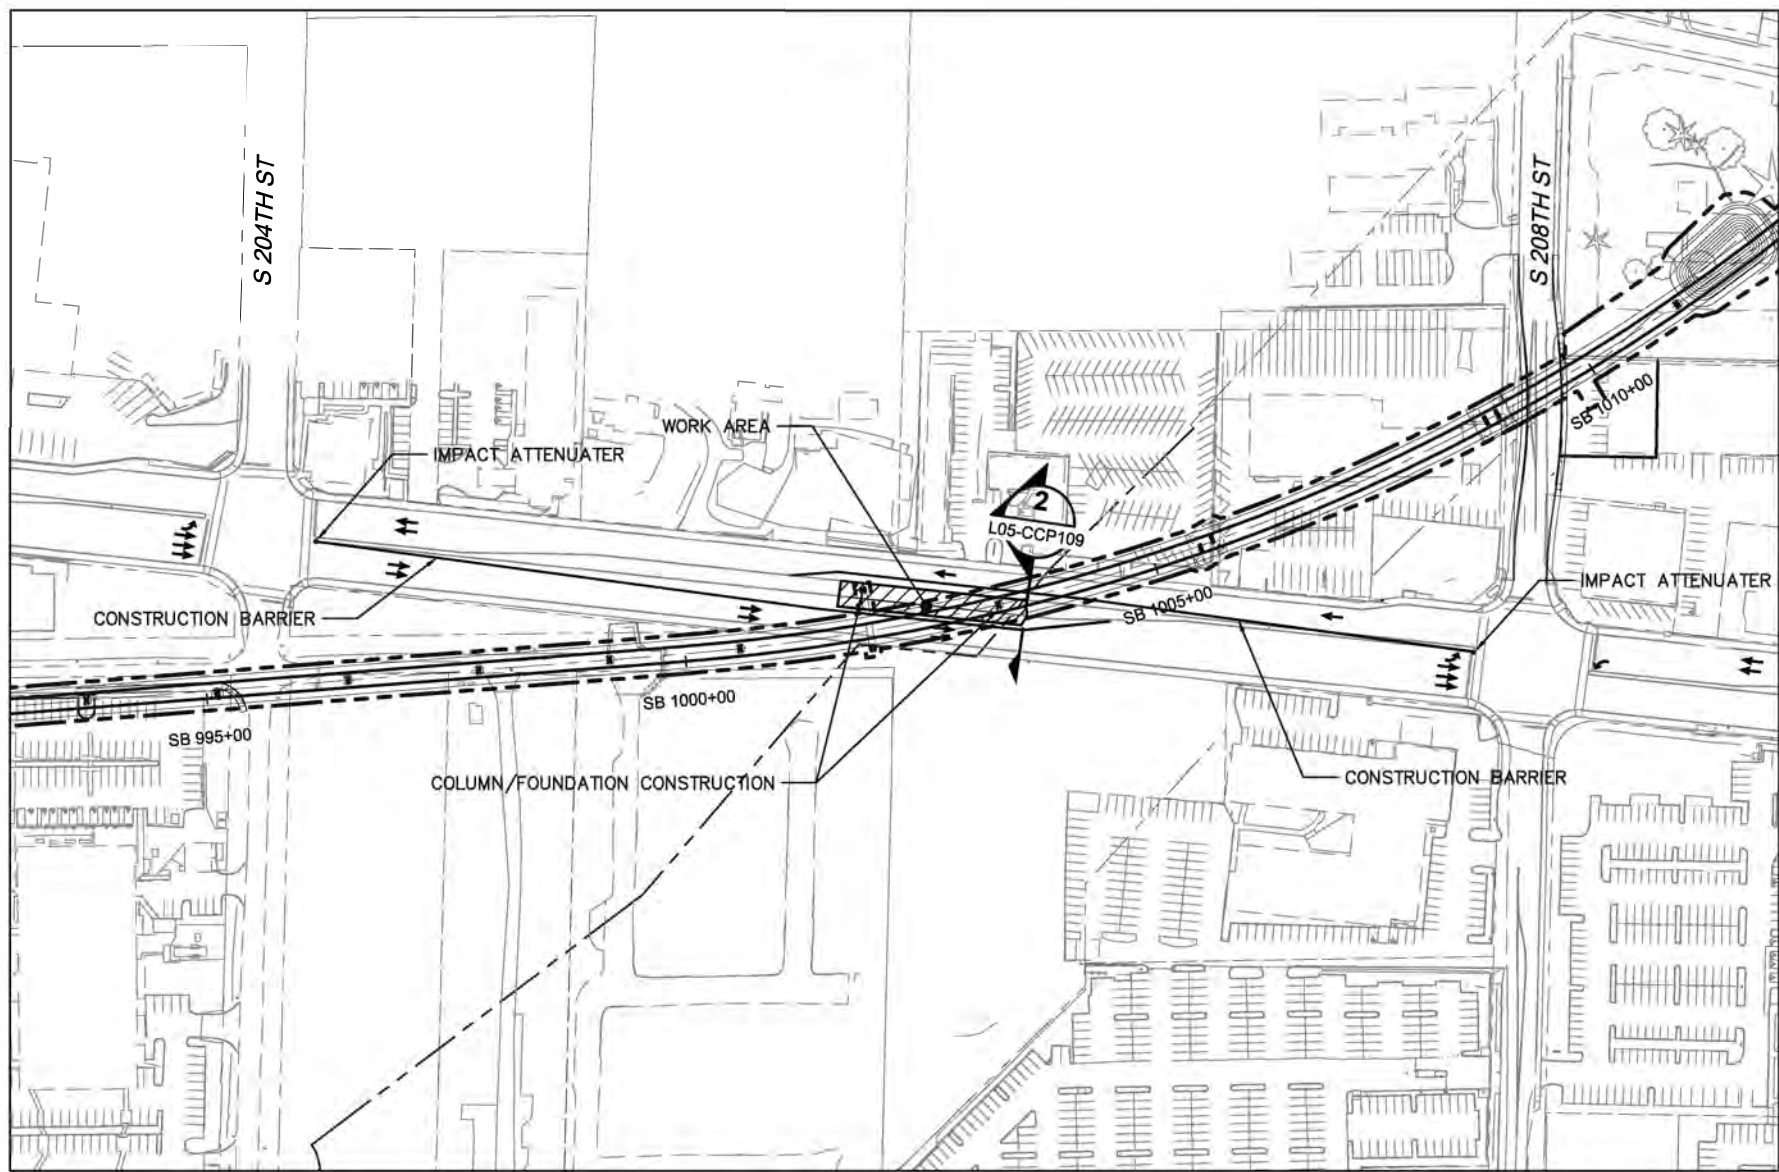 S 204TH ST
S 208TH ST
WORK AREA
IMPACT ATTENUATER
2
L05-CCP109
SB 1010+00
IMPACT ATTENUATER
CONSTRUCTION BARRIER
SB 1005+00
SB 1000+00
SB 995+00
COLUMN/FOUNDATION CONSTRUCTION
CONSTRUCTION BARRIER